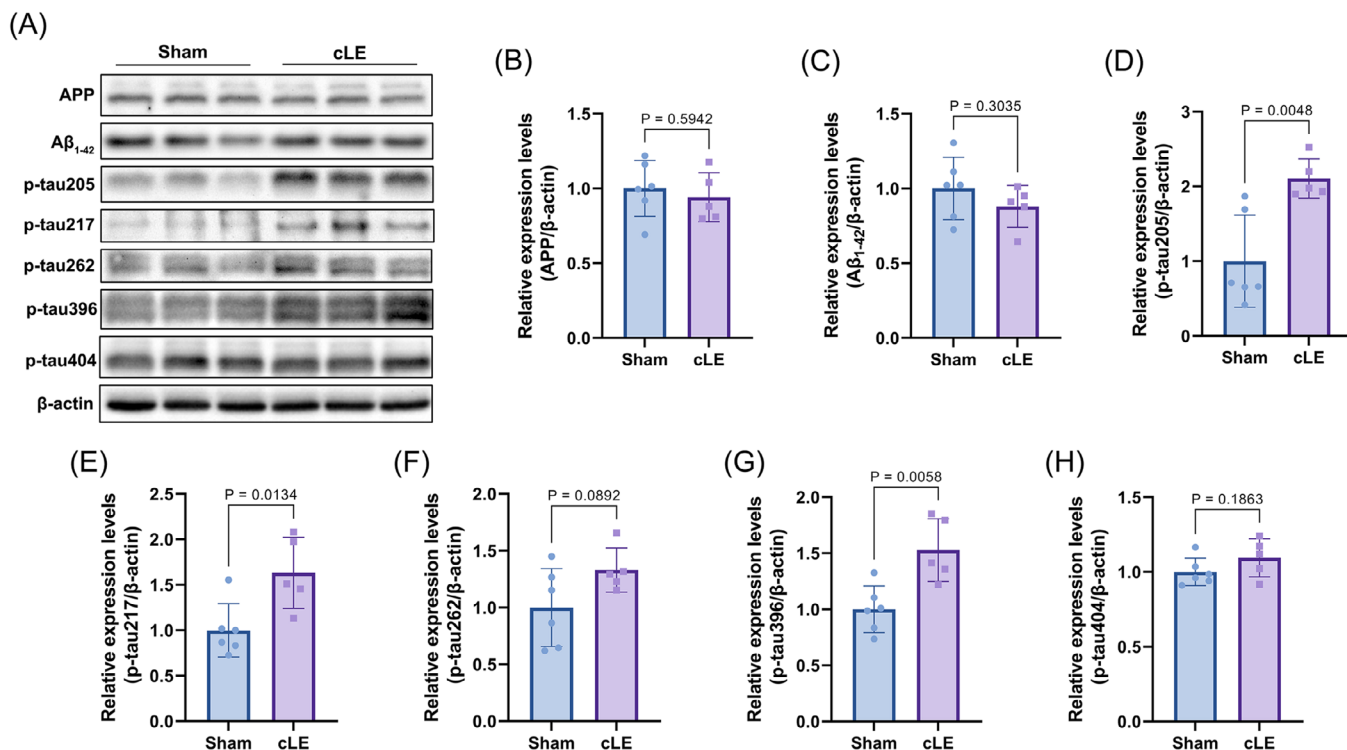 (A)
Sham cLE
APP
Aβ1-42
p-tau205
p-tau217
p-tau262
p-tau396
p-tau404
β-actin
(B)
Relative expression levels
(APP/β-actin)
1.5
1.0
0.5
0.0
P = 0.5942
Sham cLE
(C)
Relative expression levels
(Aβ1-42/β-actin)
1.5
1.0
0.5
0.0
P = 0.3035
Sham cLE
(D)
Relative expression levels
(p-tau205/β-actin)
3
2
1
0
P = 0.0048
Sham cLE
(E)
Relative expression levels
(p-tau217/β-actin)
2.5
2.0
1.5
1.0
0.5
0.0
P = 0.0134
Sham cLE
(F)
Relative expression levels
(p-tau262/β-actin)
2.0
1.5
1.0
0.5
0.0
P = 0.0892
Sham cLE
(G)
Relative expression levels
(p-tau396/β-actin)
2.0
1.5
1.0
0.5
0.0
P = 0.0058
Sham cLE
(H)
Relative expression levels
(p-tau404/β-actin)
1.5
1.0
0.5
0.0
P = 0.1863
Sham cLE